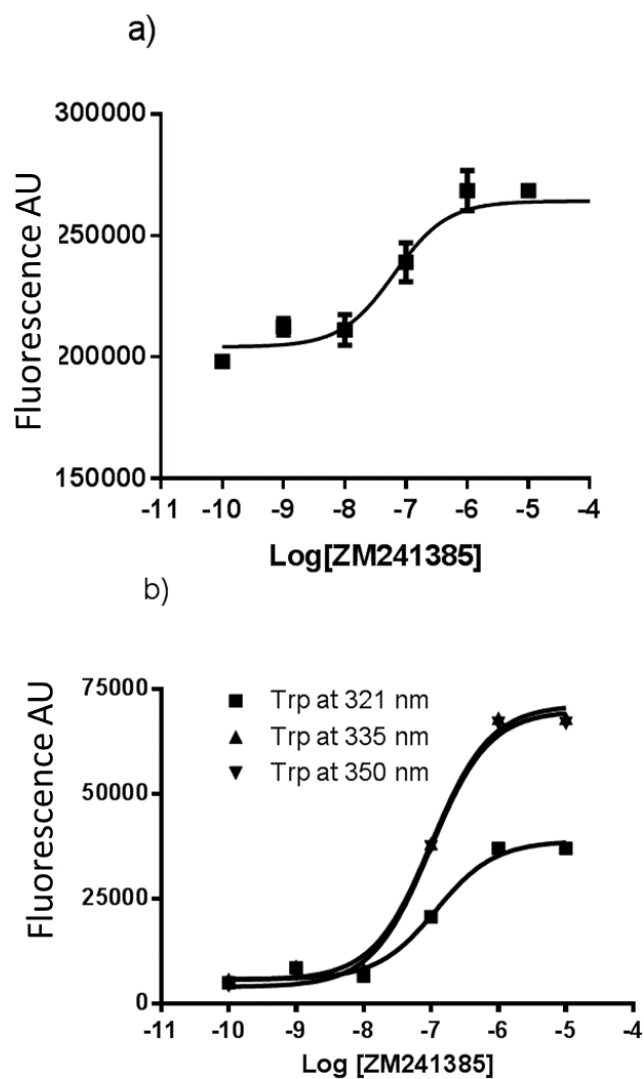 a)
300000
250000
200000
150000
Fluorescence AU
-11 -10 -9 -8 -7 -6 -5 -4
Log[ZM241385]
b)
75000
50000
25000
0
Fluorescence AU
Trp at 321 nm
Trp at 335 nm
Trp at 350 nm
-11 -10 -9 -8 -7 -6 -5 -4
Log [ZM241385]